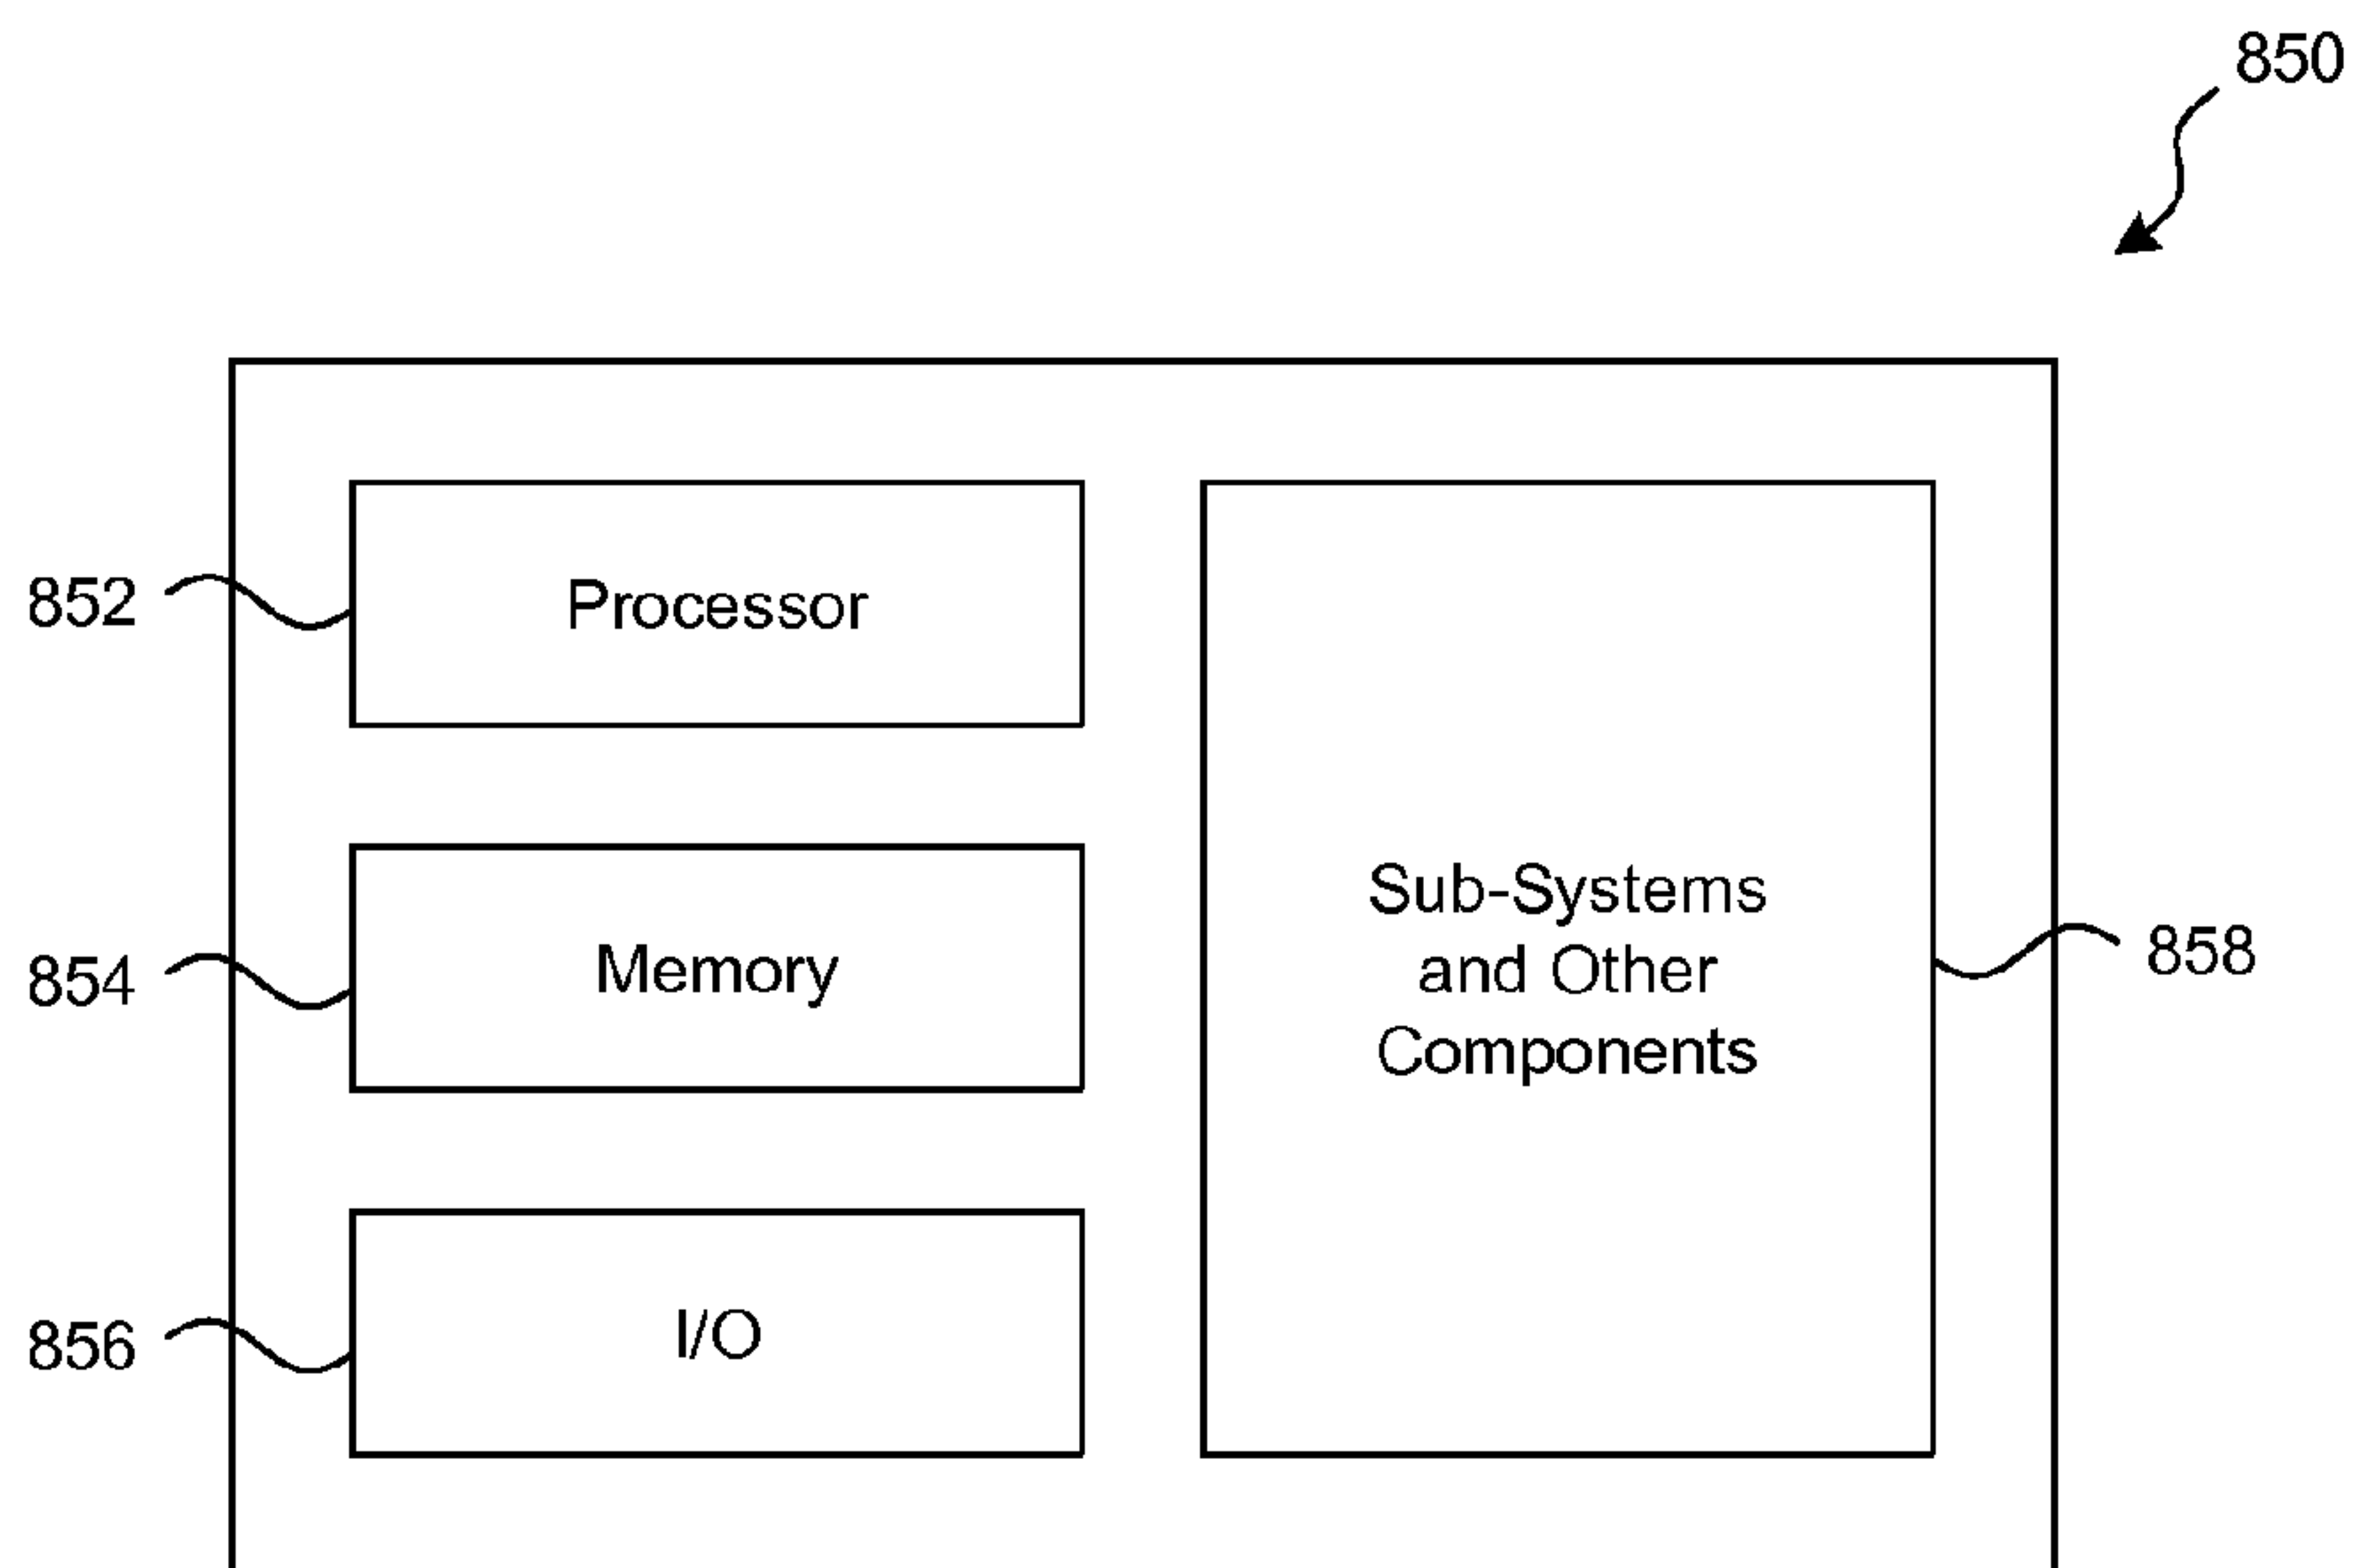 850
852
Processor
854
Memory
856
I/O
Sub-Systems
and Other
Components
858